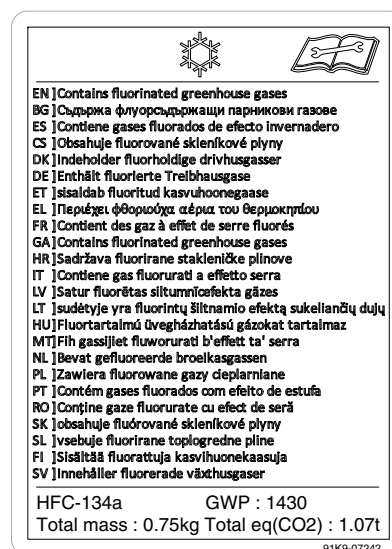 EN ]Contains fluorinated greenhouse gases
BG ]Съдържа флуорсъдържащи парникови газове
ES ]Contiene gases fluorados de efecto invernadero
CS ]Obsahuje fluorované skleníkové plyny
DK ]Indeholder fluorholdige drivhusgasser
DE ]Enthält fluorierte Treibhausgase
ET ]sisaldab fluoritud kasvuhoonegaase
EL ]Περιέχει φθοριούχα αέρια του θερμοκηπίου
FR ]Contient des gaz à effet de serre fluorés
GA]Contains fluorinated greenhouse gases
HR]Sadržava fluorirane stakleničke plinove
IT ]Contiene gas fluorurati a effetto serra
LV ]Satur fluorētas siltumnīcefekta gāzes
LT ]sudėtyje yra fluorintų šiltnamio efektą sukeliančių dujų
HU]Fluortartalmú üvegházhatású gázokat tartalmaz
MT]Fih gassijiet fluworurati b'effett ta' serra
NL ]Bevat gefluoreerde broeikasgassen
PL ]Zawiera fluorowane gazy cieplarniane
PT ]Contém gases fluorados com efeito de estufa
RO]Conține gaze fluorurate cu efect de seră
SK ]obsahuje fluórované skleníkové plyny
SL ]vsebuje fluorirane toplogredne pline
FI ]Sisältää fluorattuja kasvihuonekaasuja
SV ]Innehåller fluorerade växthusgaser
HFC-134a GWP : 1430
Total mass : 0.75kg Total eq(CO2) : 1.07t
91K9-07242